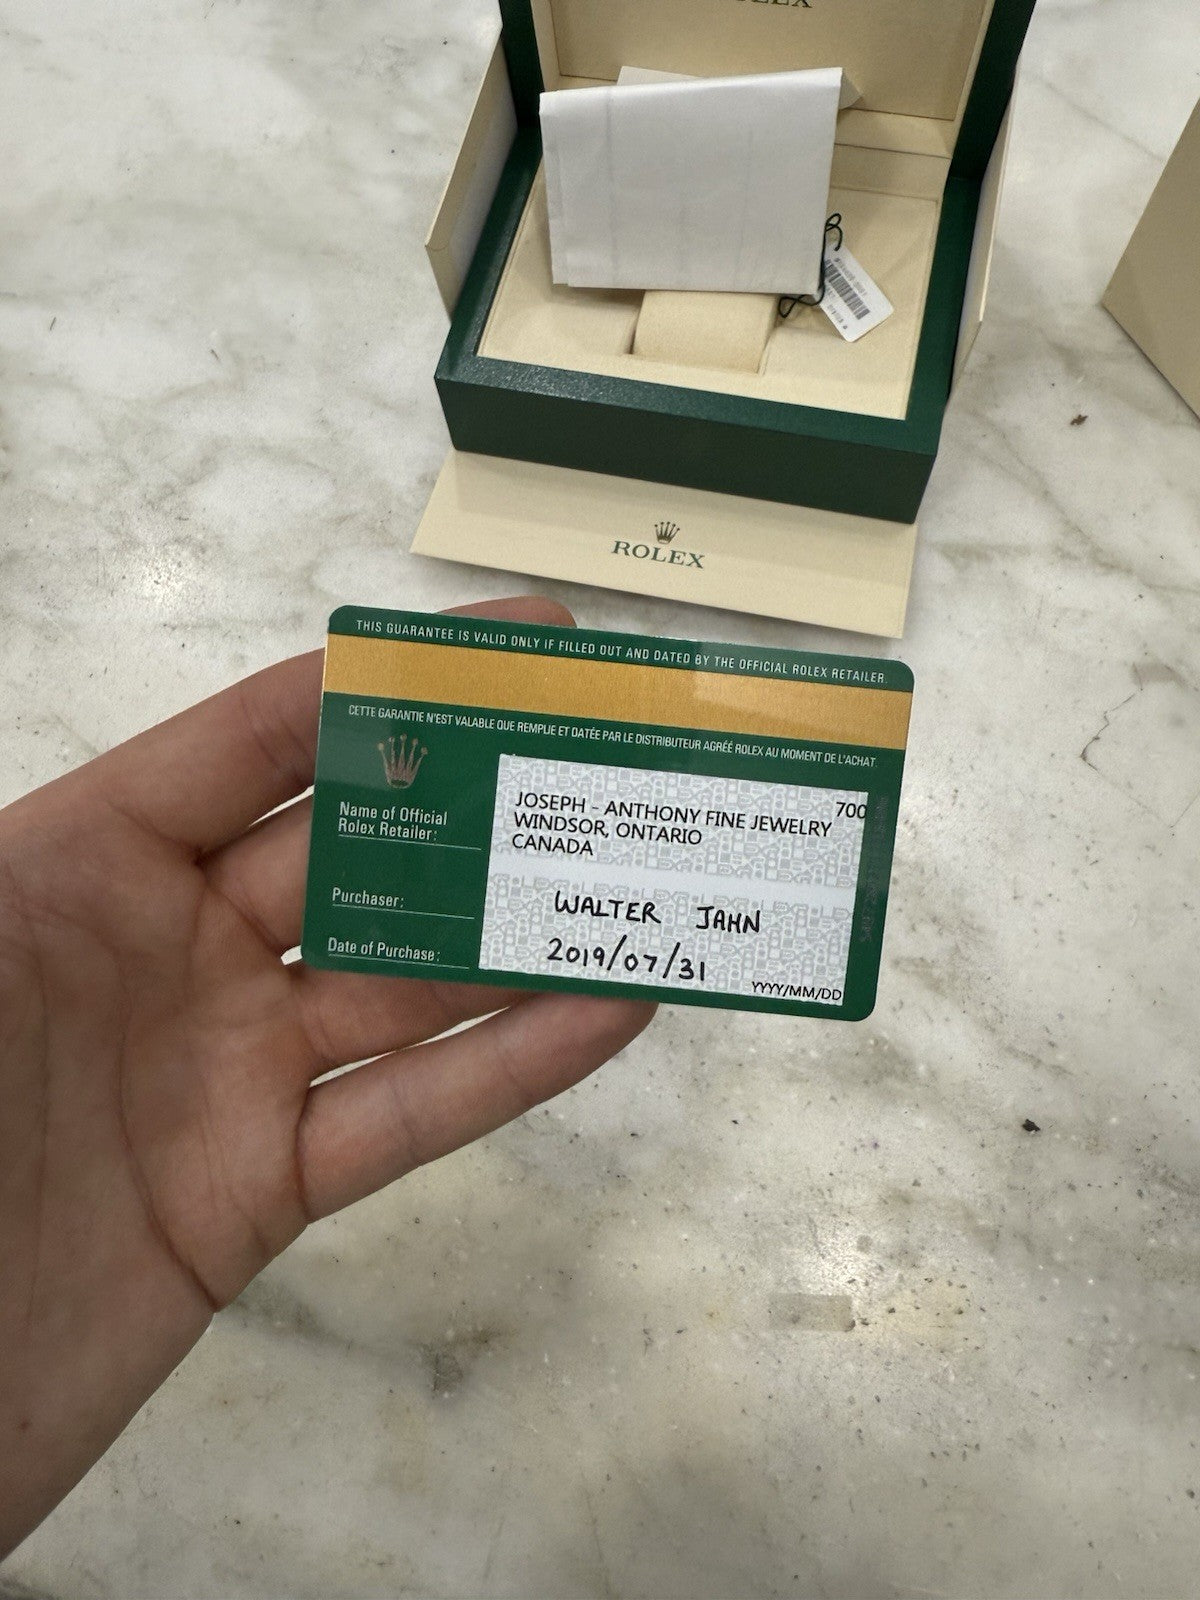 ROLEX
ROLEX
THIS GUARANTEE IS VALID ONLY IF FILLED OUT AND DATED BY THE OFFICIAL ROLEX RETAILER.
CETTE GARANTIE N'EST VALABLE QUE REMPLIE ET DATÉE PAR LE DISTRIBUTEUR AGRÉÉ ROLEX AU MOMENT DE L'ACHAT.
Name of Official
Rolex Retailer:
JOSEPH - ANTHONY FINE JEWELRY 700
WINDSOR, ONTARIO
CANADA
Purchaser:
WALTER JAHN
Date of Purchase:
2019/07/31
YYYY/MM/DD